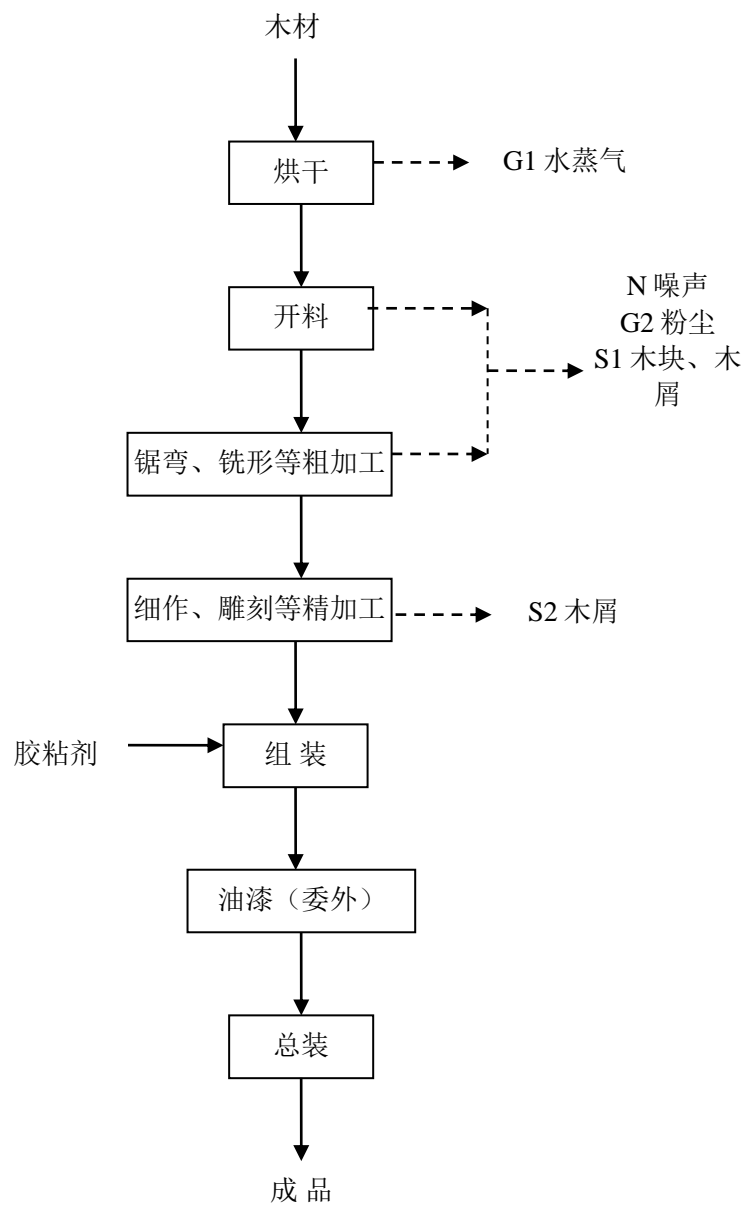 木材
烘干
G1 水蒸气
开料
N 噪声
G2 粉尘
S1 木块、木
屑
锯弯、铣形等粗加工
细作、雕刻等精加工
S2 木屑
胶粘剂
组 装
油漆（委外）
总装
成 品